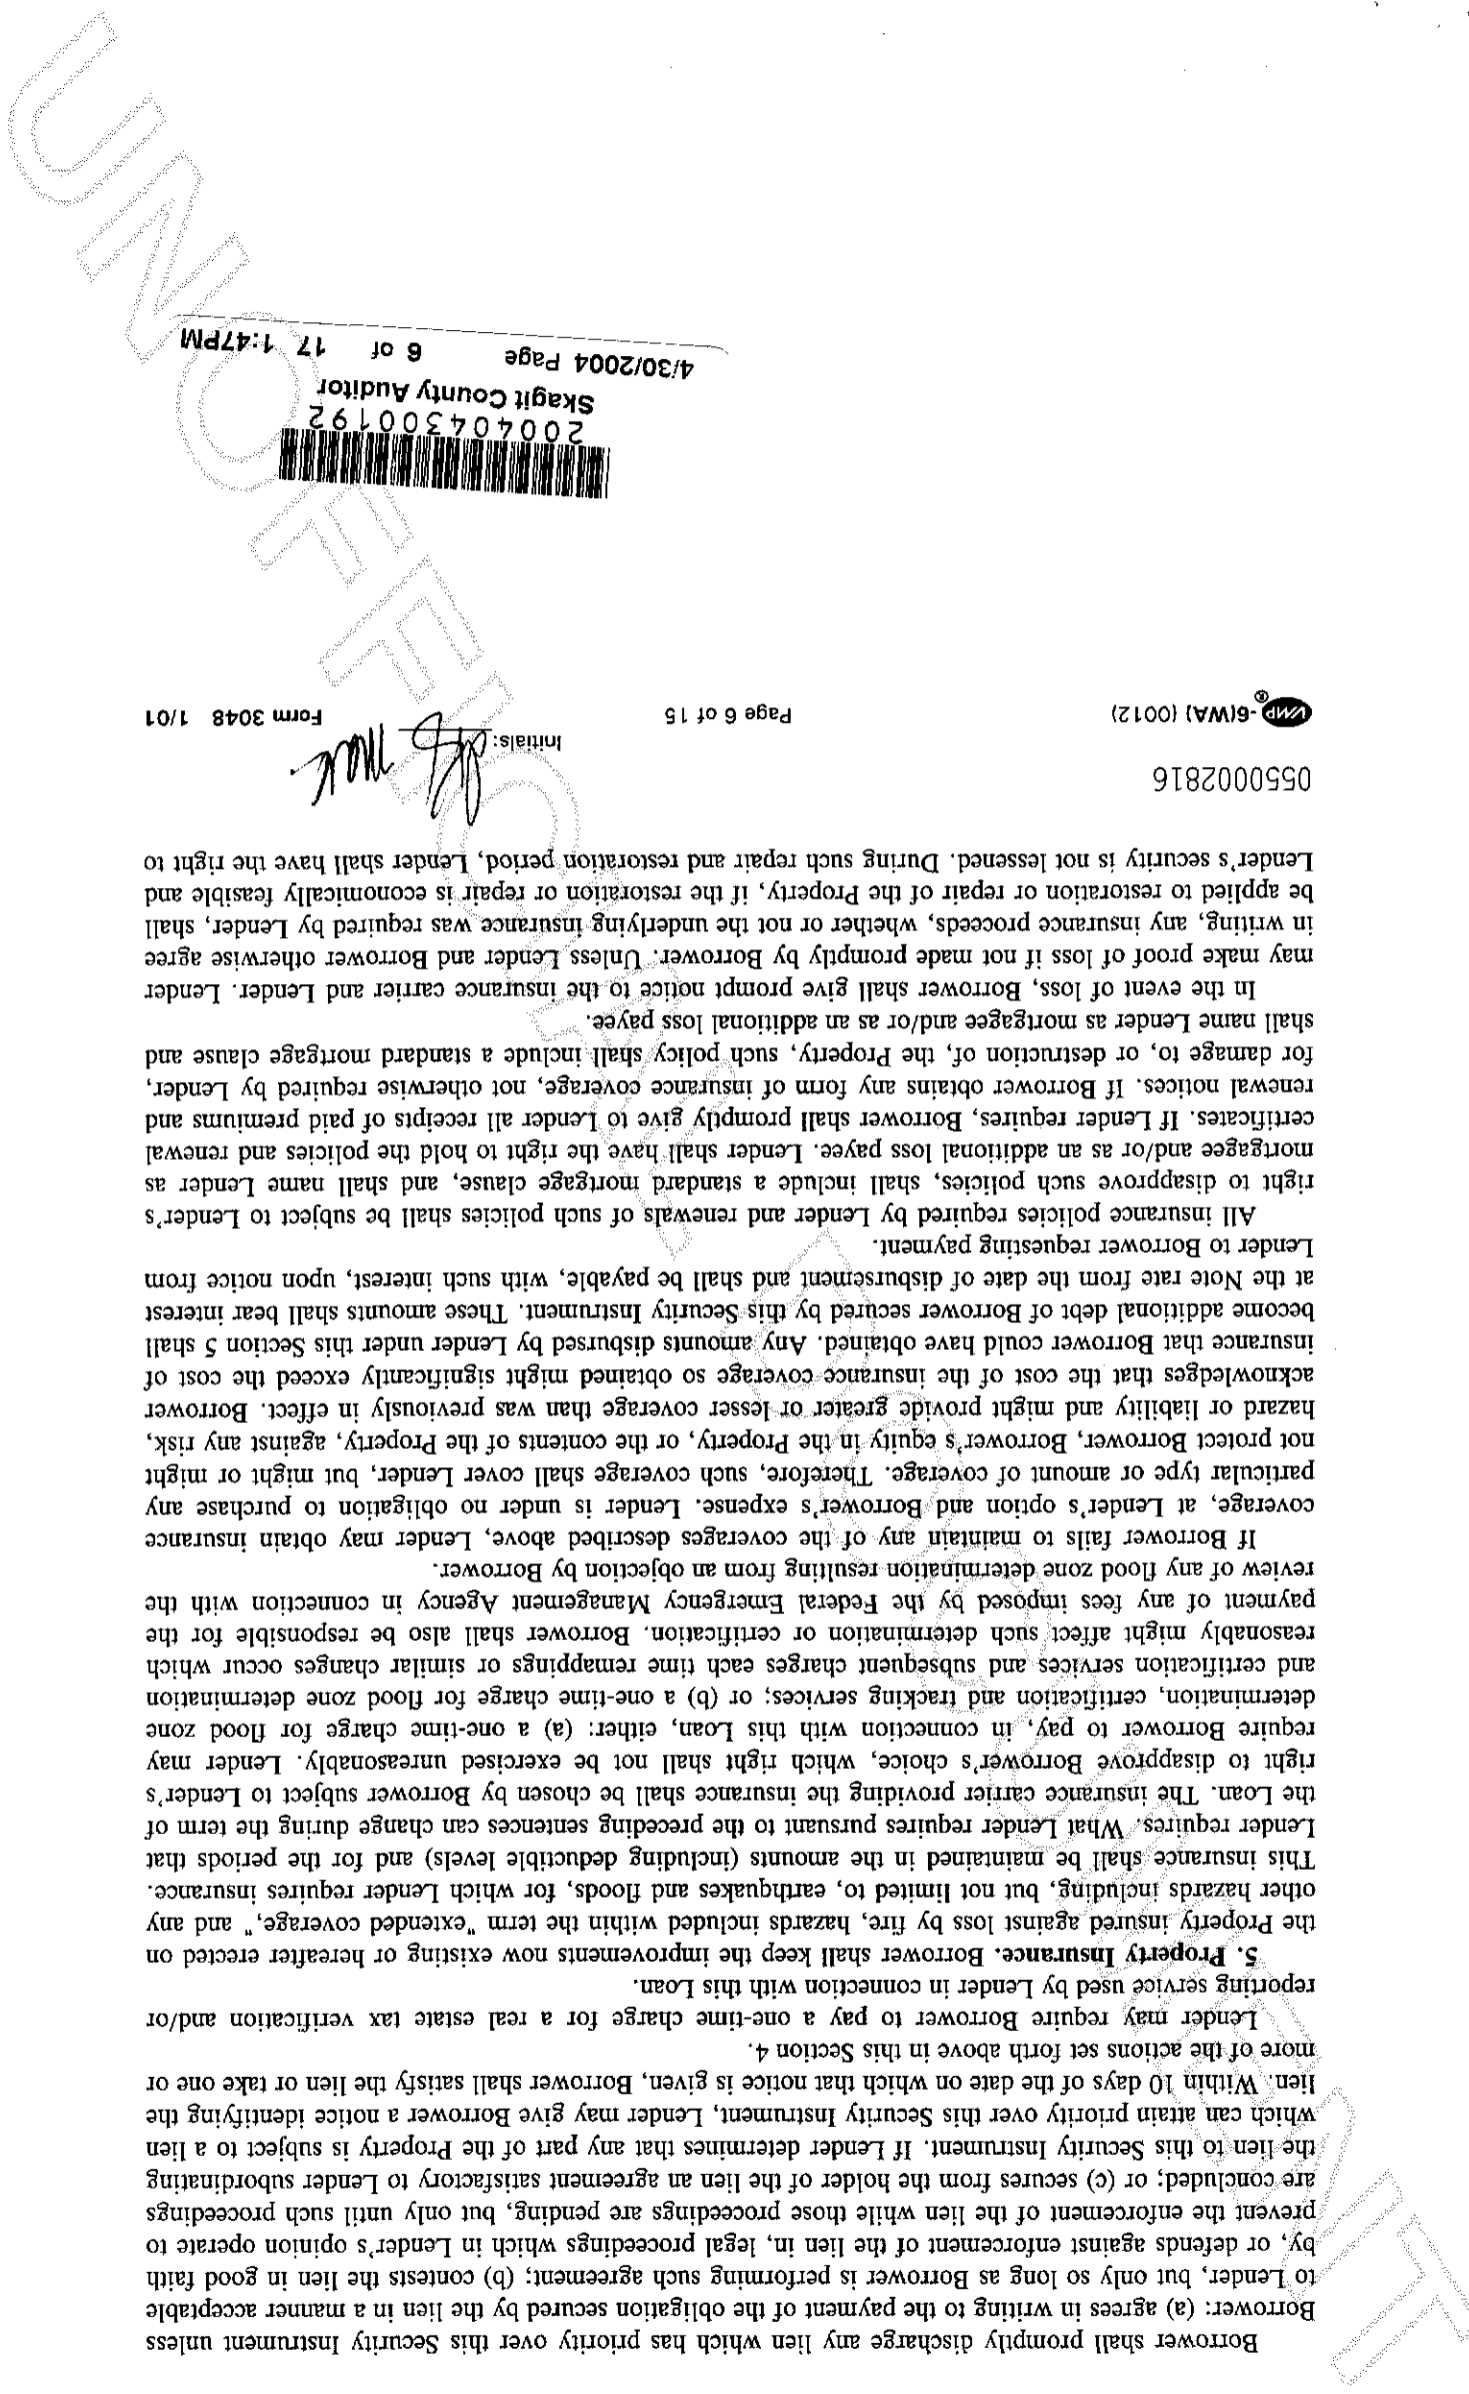 Borrower shall promptly discharge any lien which has priority over this Security Instrument unless
Borrower: (a) agrees in writing to the payment of the obligation secured by the lien in a manner acceptable
to Lender, but only so long as Borrower is performing such agreement; (b) contests the lien in good faith
by, or defends against enforcement of the lien in, legal proceedings which in Lender's opinion operate to
prevent the enforcement of the lien while those proceedings are pending, but only until such proceedings
are concluded; or (c) secures from the holder of the lien an agreement satisfactory to Lender subordinating
the lien to this Security Instrument. If Lender determines that any part of the Property is subject to a lien
which can attain priority over this Security Instrument, Lender may give Borrower a notice identifying the
lien. Within 10 days of the date on which that notice is given, Borrower shall satisfy the lien or take one or
more of the actions set forth above in this Section 4.
Lender may require Borrower to pay a one-time charge for a real estate tax verification and/or
reporting service used by Lender in connection with this Loan.
5. Property Insurance. Borrower shall keep the improvements now existing or hereafter erected on
the Property insured against loss by fire, hazards included within the term "extended coverage," and any
other hazards including, but not limited to, earthquakes and floods, for which Lender requires insurance.
This insurance shall be maintained in the amounts (including deductible levels) and for the periods that
Lender requires. What Lender requires pursuant to the preceding sentences can change during the term of
the Loan. The insurance carrier providing the insurance shall be chosen by Borrower subject to Lender's
right to disapprove Borrower's choice, which right shall not be exercised unreasonably. Lender may
require Borrower to pay, in connection with this Loan, either: (a) a one-time charge for flood zone
determination, certification and tracking services; or (b) a one-time charge for flood zone determination
and certification services and subsequent charges each time remappings or similar changes occur which
reasonably might affect such determination or certification. Borrower shall also be responsible for the
payment of any fees imposed by the Federal Emergency Management Agency in connection with the
review of any flood zone determination resulting from an objection by Borrower.
If Borrower fails to maintain any of the coverages described above, Lender may obtain insurance
coverage, at Lender's option and Borrower's expense. Lender is under no obligation to purchase any
particular type or amount of coverage. Therefore, such coverage shall cover Lender, but might or might
not protect Borrower, Borrower's equity in the Property, or the contents of the Property, against any risk,
hazard or liability and might provide greater or lesser coverage than was previously in effect. Borrower
acknowledges that the cost of the insurance coverage so obtained might significantly exceed the cost of
insurance that Borrower could have obtained. Any amounts disbursed by Lender under this Section 5 shall
become additional debt of Borrower secured by this Security Instrument. These amounts shall bear interest
at the Note rate from the date of disbursement and shall be payable, with such interest, upon notice from
Lender to Borrower requesting payment.
All insurance policies required by Lender and renewals of such policies shall be subject to Lender's
right to disapprove such policies, shall include a standard mortgage clause, and shall name Lender as
mortgagee and/or as an additional loss payee. Lender shall have the right to hold the policies and renewal
certificates. If Lender requires, Borrower shall promptly give to Lender all receipts of paid premiums and
renewal notices. If Borrower obtains any form of insurance coverage, not otherwise required by Lender,
for damage to, or destruction of, the Property, such policy shall include a standard mortgage clause and
shall name Lender as mortgagee and/or as an additional loss payee.
In the event of loss, Borrower shall give prompt notice to the insurance carrier and Lender. Lender
may make proof of loss if not made promptly by Borrower. Unless Lender and Borrower otherwise agree
in writing, any insurance proceeds, whether or not the underlying insurance was required by Lender, shall
be applied to restoration or repair of the Property, if the restoration or repair is economically feasible and
Lender's security is not lessened. During such repair and restoration period, Lender shall have the right to
0550002816
Initials:
VMP -6(WA) (0012) Page 6 of 15 Form 3048 1/01
200404300192
Skagit County Auditor
4/30/2004 Page 6 of 17 1:47PM
UNOFFICIAL DOCUMENT